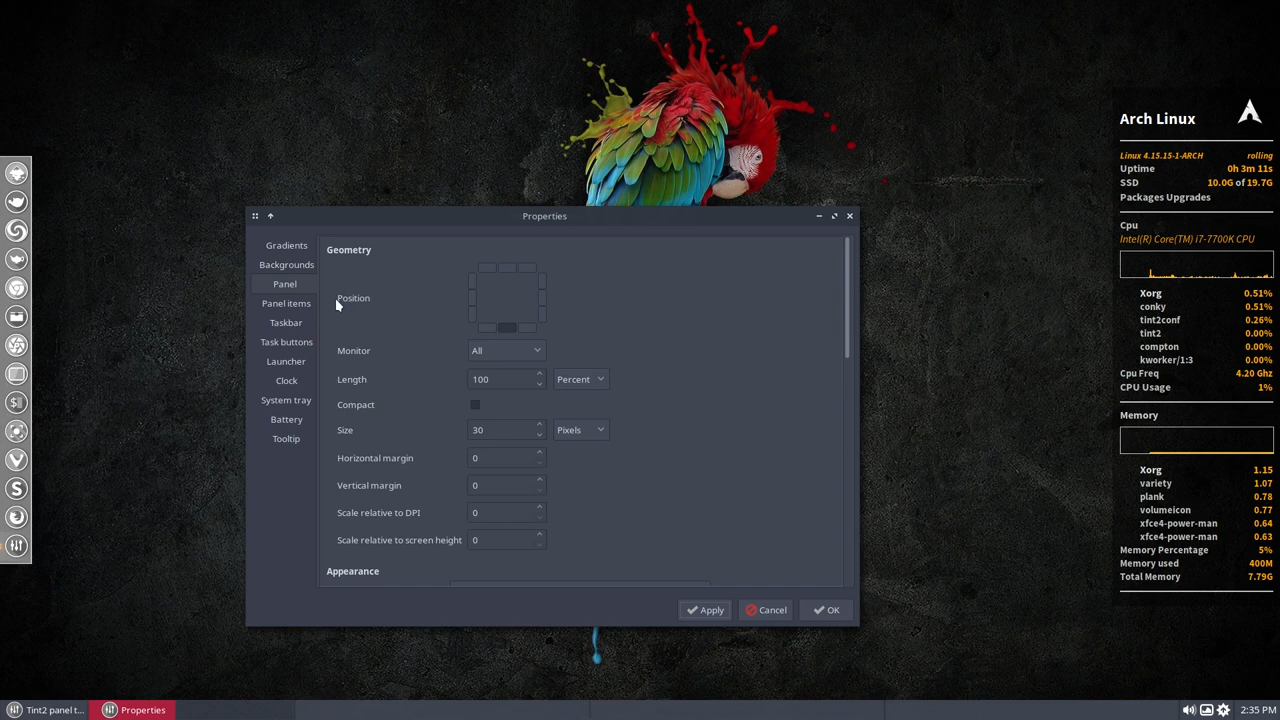 Properties
Gradients
Backgrounds
Panel
Panel items
Taskbar
Task buttons
Launcher
Clock
System tray
Battery
Tooltip
Geometry
Position
Monitor All
Length 100 Percent
Compact
Size 30 Pixels
Horizontal margin 0
Vertical margin 0
Scale relative to DPI 0
Scale relative to screen height 0
Appearance
Apply Cancel OK
Arch Linux
Linux 4.15.15-1-ARCH rolling
Uptime 0h 3m 11s
SSD 10.0G of 19.7G
Packages Upgrades
Cpu
Intel(R) Core(TM) i7-7700K CPU
Xorg 0.51%
conky 0.51%
tint2conf 0.26%
tint2 0.00%
compton 0.00%
kworker/1:3 0.00%
Cpu Freq 4.20 Ghz
CPU Usage 1%
Memory
Xorg 1.15
variety 1.07
plank 0.78
volumeicon 0.77
xfce4-power-man 0.64
xfce4-power-man 0.63
Memory Percentage 5%
Memory used 400M
Total Memory 7.79G
Tint2 panel t... Properties 2:35 PM